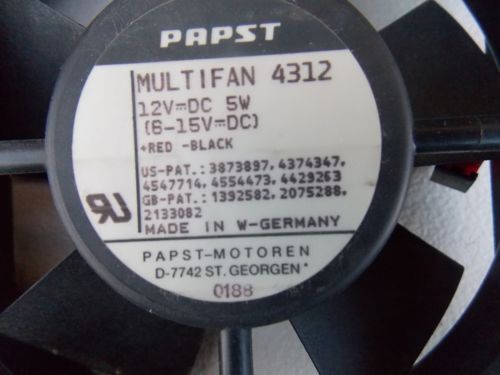 PAPST
MULTIFAN 4312
12V⎓DC 5W
(6-15V⎓DC)
+RED -BLACK
US-PAT.: 3873897, 4374347,
4547714, 4554473, 4429263
GB-PAT.: 1392582, 2075288,
2133082
MADE IN W-GERMANY
PAPST-MOTOREN
D-7742 ST. GEORGEN*
0188